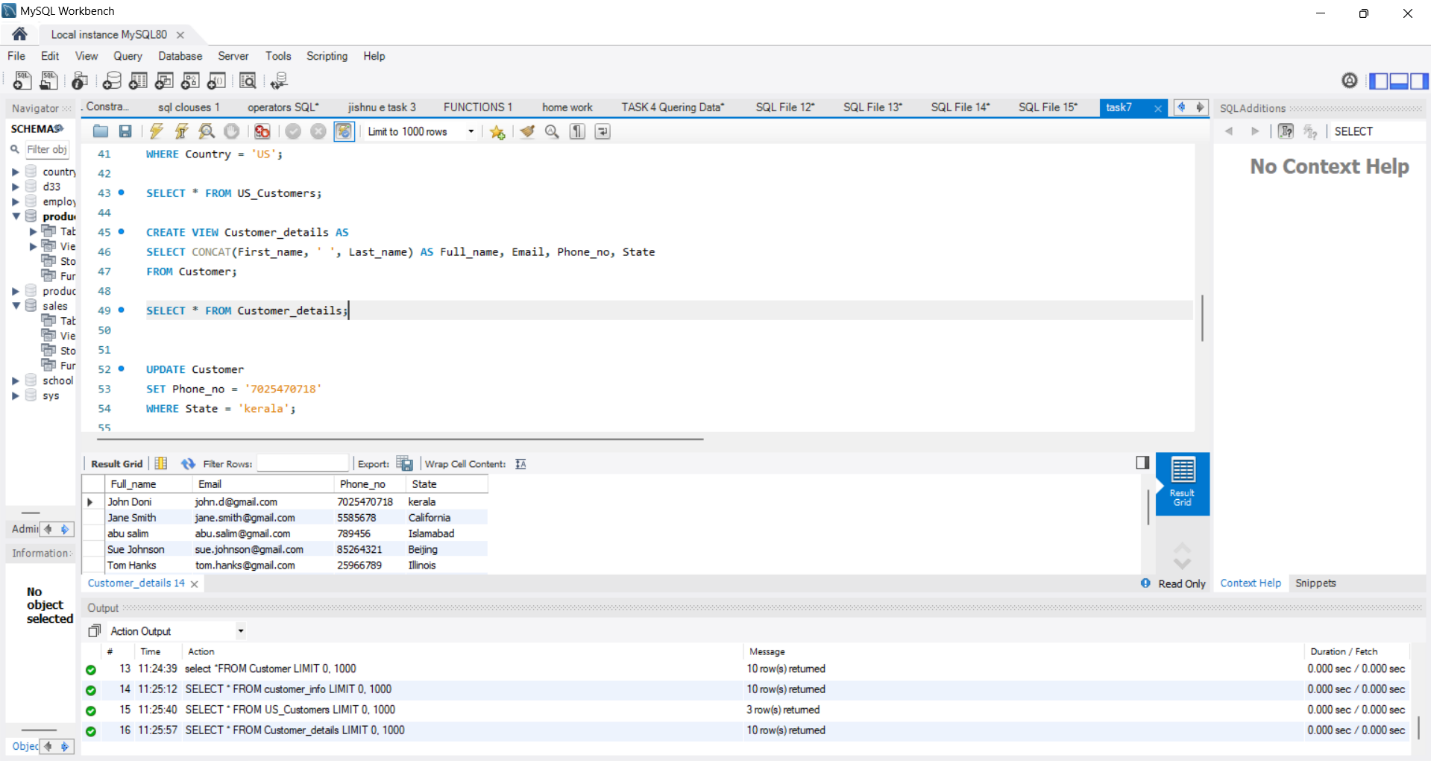 MySQL Workbench
Local instance MySQL80
File Edit View Query Database Server Tools Scripting Help
Navigator
SCHEMAS
Filter obj
country
d33
employ
produ
Tab
Vie
Sto
Fun
produc
sales
Tab
Vie
Sto
Fun
school
sys
Admin
Information
No
object
selected
Objec
Constra... sql clouses 1 operators SQL* jishnu e task 3 FUNCTIONS 1 home work TASK 4 Quering Data* SQL File 12* SQL File 13* SQL File 14* SQL File 15* task7
Limit to 1000 rows
41 WHERE Country = 'US';
42
43 SELECT * FROM US_Customers;
44
45 CREATE VIEW Customer_details AS
46 SELECT CONCAT(First_name, ' ', Last_name) AS Full_name, Email, Phone_no, State
47 FROM Customer;
48
49 SELECT * FROM Customer_details;
50
51
52 UPDATE Customer
53 SET Phone_no = '7025470718'
54 WHERE State = 'kerala';
55
Result Grid Filter Rows: Export: Wrap Cell Content:
Full_name Email Phone_no State
John Doni john.d@gmail.com 7025470718 kerala
Jane Smith jane.smith@gmail.com 5585678 California
abu salim abu.salim@gmail.com 789456 Islamabad
Sue Johnson sue.johnson@gmail.com 85264321 Beijing
Tom Hanks tom.hanks@gmail.com 25966789 Illinois
Result
Grid
Customer_details 14
Read Only
SQLAdditions
SELECT
No Context Help
Context Help Snippets
Output
Action Output
# Time Action Message Duration / Fetch
13 11:24:39 select *FROM Customer LIMIT 0, 1000 10 row(s) returned 0.000 sec / 0.000 sec
14 11:25:12 SELECT * FROM customer_info LIMIT 0, 1000 10 row(s) returned 0.000 sec / 0.000 sec
15 11:25:40 SELECT * FROM US_Customers LIMIT 0, 1000 3 row(s) returned 0.000 sec / 0.000 sec
16 11:25:57 SELECT * FROM Customer_details LIMIT 0, 1000 10 row(s) returned 0.000 sec / 0.000 sec